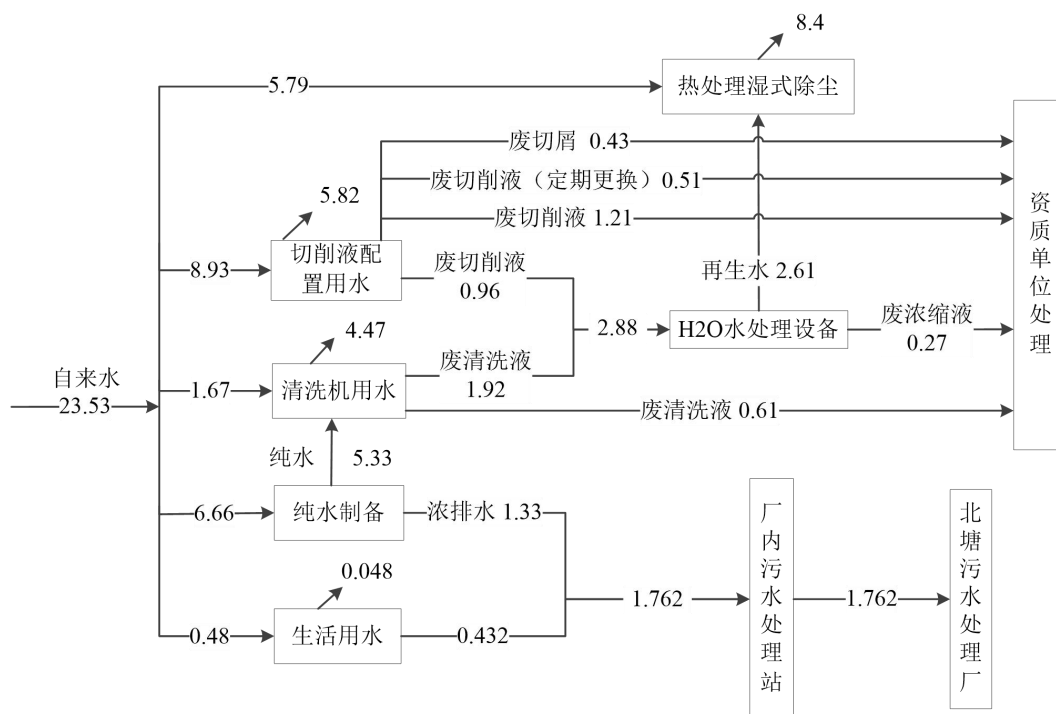 8.4
5.79
热处理湿式除尘
废切屑 0.43
废切削液（定期更换）0.51
废切削液 1.21
5.82
8.93
切削液配
置用水
废切削液
0.96
再生水 2.61
资质单位处理
2.88
H2O水处理设备
废浓缩液
0.27
4.47
自来水
23.53
1.67
清洗机用水
废清洗液
1.92
废清洗液 0.61
纯水 5.33
6.66
纯水制备
浓排水 1.33
0.048
0.48
生活用水
0.432
1.762
厂内污水处理站
1.762
北塘污水处理厂